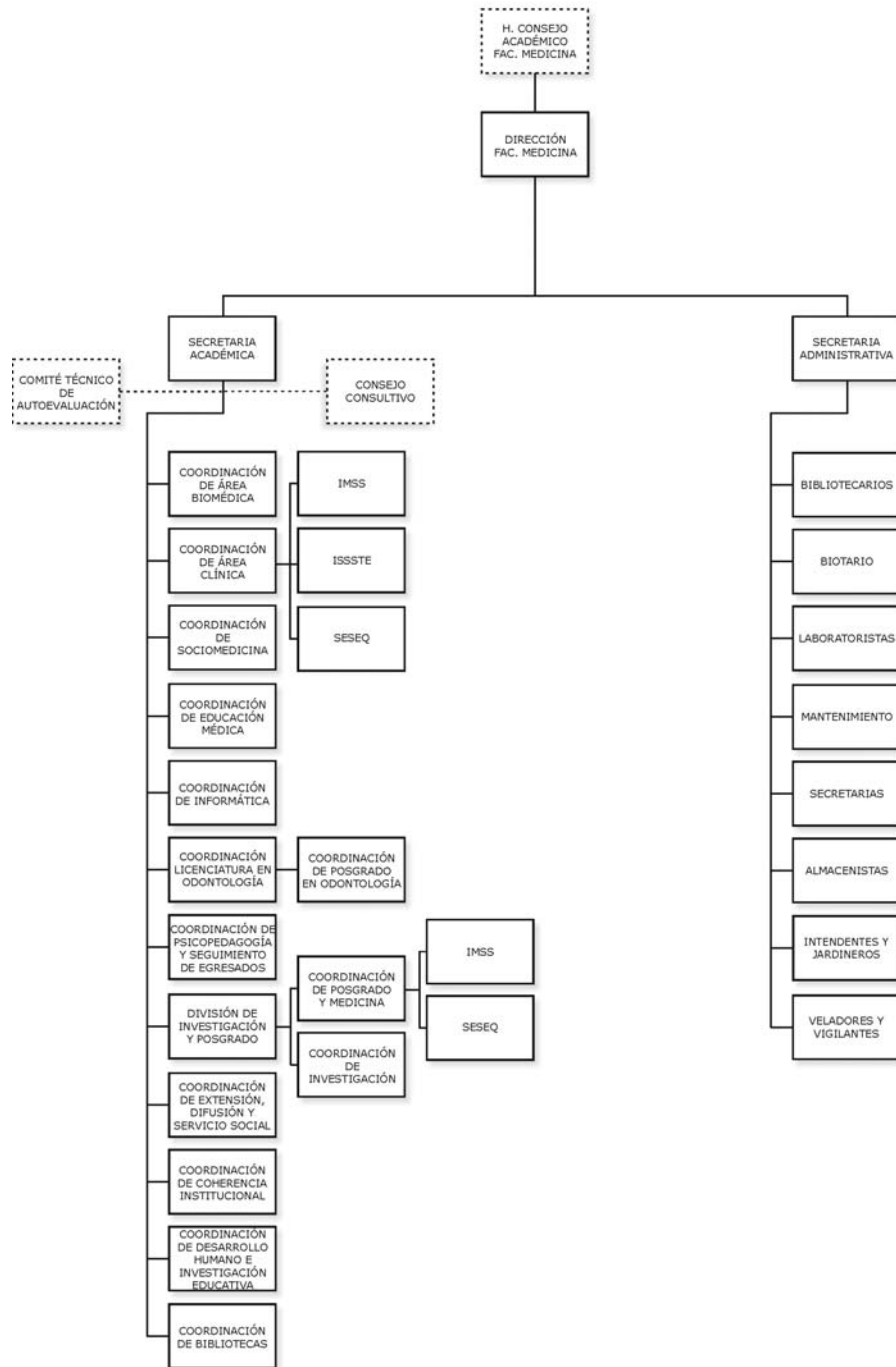 H. CONSEJO
ACADÉMICO
FAC. MEDICINA
DIRECCIÓN
FAC. MEDICINA
SECRETARIA
ACADÉMICA
SECRETARIA
ADMINISTRATIVA
COMITÉ TÉCNICO
DE
AUTOEVALUACIÓN
CONSEJO
CONSULTIVO
COORDINACIÓN
DE ÁREA
BIOMÉDICA
COORDINACIÓN
DE ÁREA
CLÍNICA
IMSS
ISSSTE
SESEQ
COORDINACIÓN
DE
SOCIOMEDICINA
COORDINACIÓN
DE EDUCACIÓN
MÉDICA
COORDINACIÓN
DE INFORMÁTICA
COORDINACIÓN
LICENCIATURA EN
ODONTOLOGÍA
COORDINACIÓN
DE POSGRADO
EN ODONTOLOGÍA
COORDINACIÓN DE
PSICOPEDAGOGÍA
Y SEGUIMIENTO
DE EGRESADOS
DIVISIÓN DE
INVESTIGACIÓN
Y POSGRADO
COORDINACIÓN
DE POSGRADO
Y MEDICINA
IMSS
SESEQ
COORDINACIÓN
DE
INVESTIGACIÓN
COORDINACIÓN
DE EXTENSIÓN,
DIFUSIÓN Y
SERVICIO SOCIAL
COORDINACIÓN
DE COHERENCIA
INSTITUCIONAL
COORDINACIÓN
DE DESARROLLO
HUMANO E
INVESTIGACIÓN
EDUCATIVA
COORDINACIÓN
DE BIBLIOTECAS
BIBLIOTECARIOS
BIOTARIO
LABORATORISTAS
MANTENIMIENTO
SECRETARIAS
ALMACENISTAS
INTENDENTES Y
JARDINEROS
VELADORES Y
VIGILANTES